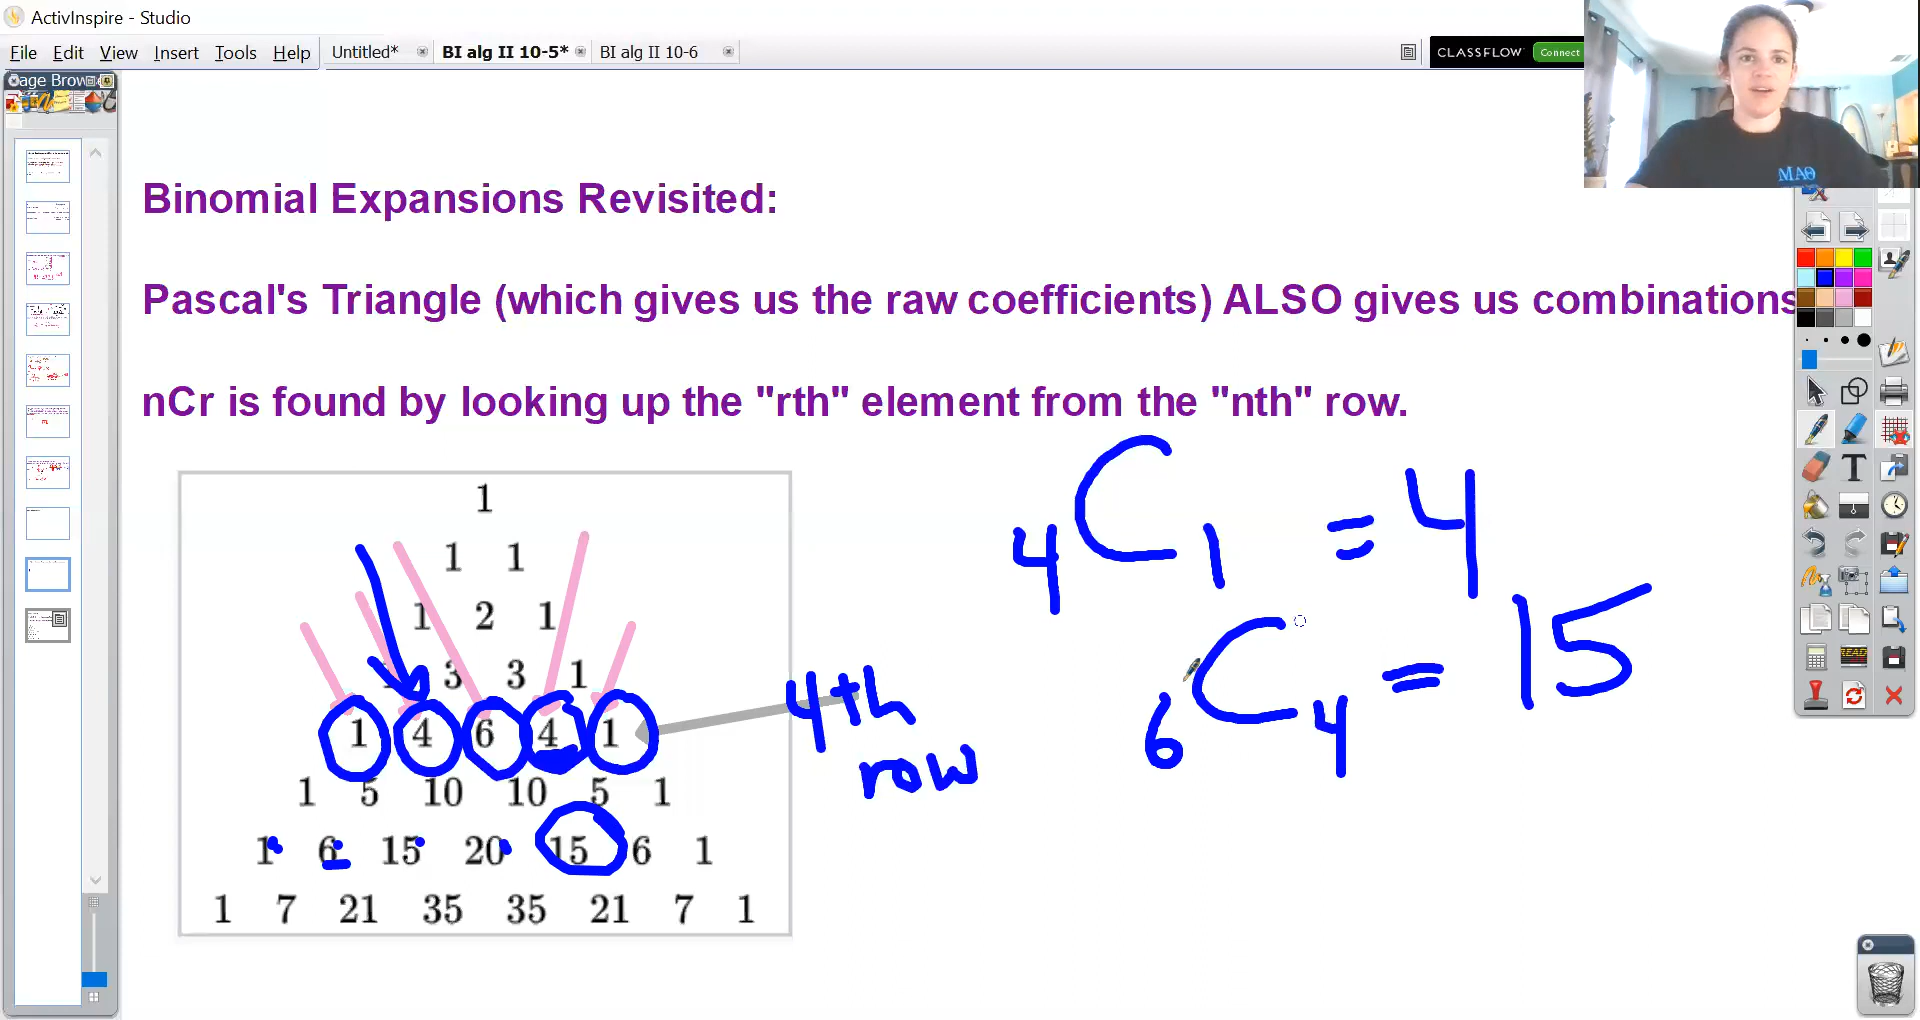 ActivInspire - Studio
File Edit View Insert Tools Help
Untitled* BI alg II 10-5* BI alg II 10-6
CLASSFLOW Connect
age Brow
MAΘ
Binomial Expansions Revisited:
Pascal's Triangle (which gives us the raw coefficients) ALSO gives us combinations
nCr is found by looking up the "rth" element from the "nth" row.
4C1 = 4
6C4 = 15
1
1 1
1 2 1
3 3 1
1 4 6 4 1
4th
row
1 5 10 10 5 1
1 6 15 20 15 6 1
1 7 21 35 35 21 7 1